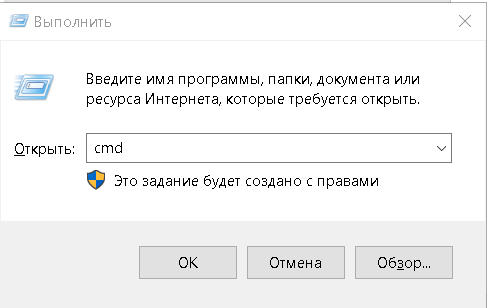 Выполнить
Введите имя программы, папки, документа или
ресурса Интернета, которые требуется открыть.
Открыть:
cmd
Это задание будет создано с правами
OK
Отмена
Обзор...